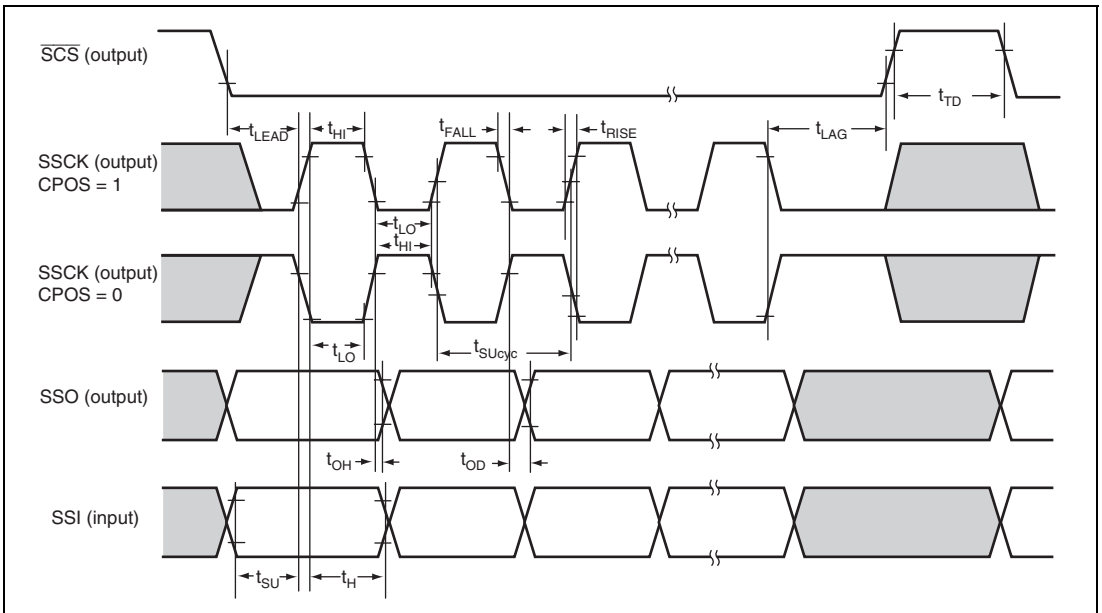 SCS (output)
tTD
tLEAD
tHI
tFALL
tRISE
tLAG
SSCK (output)
CPOS = 1
tLO
tHI
SSCK (output)
CPOS = 0
tLO
tSUcyc
SSO (output)
tOH
tOD
SSI (input)
tSU
tH